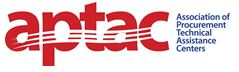 aptac
Association of
Procurement
Technical
Assistance
Centers